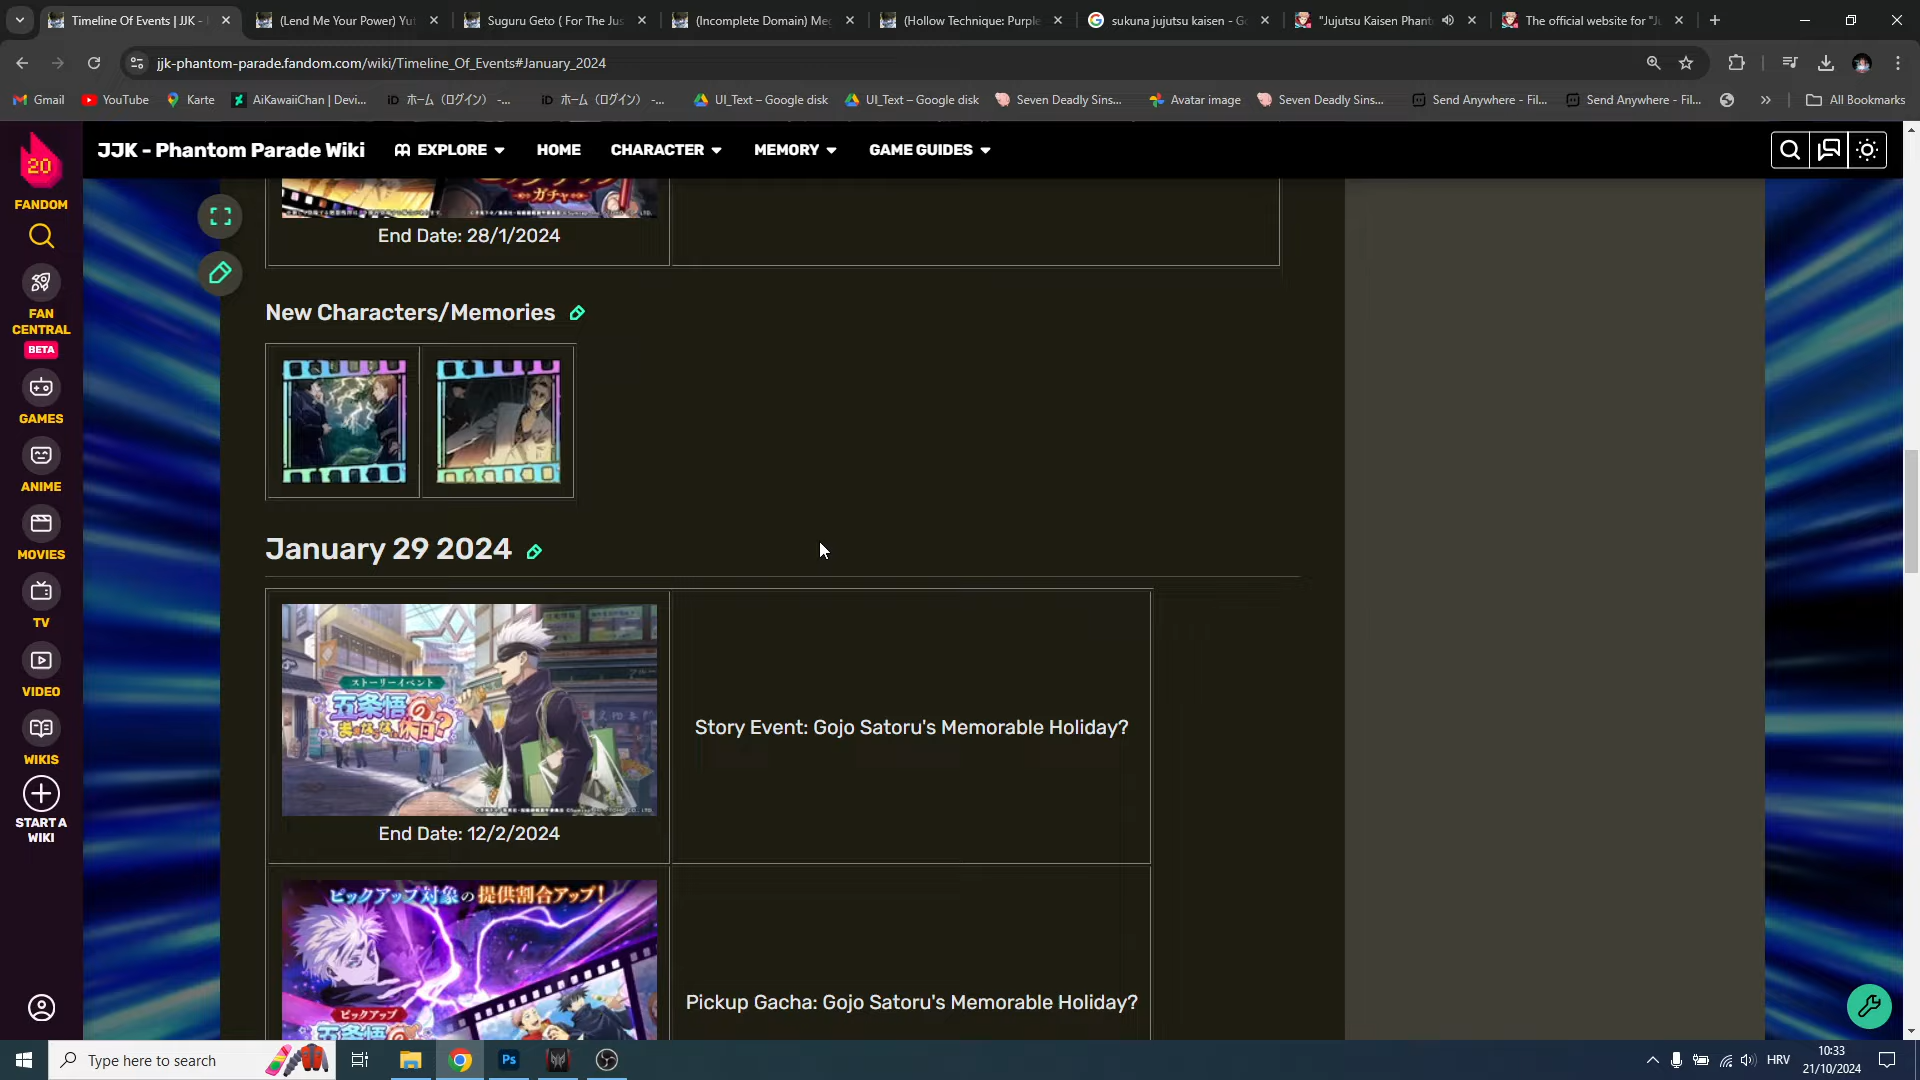 Timeline Of Events | JJK -
(Lend Me Your Power) Yut
Suguru Geto ( For The Jus
(Incomplete Domain) Me
(Hollow Technique: Purple
sukuna jujutsu kaisen - Go
"Jujutsu Kaisen Phant
The official website for "Ju
jjk-phantom-parade.fandom.com/wiki/Timeline_Of_Events#January_2024
Gmail
YouTube
Karte
AiKawaiiChan | Devi...
iD ホーム（ログイン） -...
iD ホーム（ログイン） -...
UI_Text – Google disk
UI_Text – Google disk
Seven Deadly Sins...
Avatar image
Seven Deadly Sins...
Send Anywhere - Fil...
Send Anywhere - Fil...
All Bookmarks
20
FANDOM
FAN
CENTRAL
BETA
GAMES
ANIME
MOVIES
TV
VIDEO
WIKIS
START A
WIKI
JJK - Phantom Parade Wiki
EXPLORE
HOME
CHARACTER
MEMORY
GAME GUIDES
ガチャ
End Date: 28/1/2024
New Characters/Memories
January 29 2024
ストーリーイベント
五条悟の
End Date: 12/2/2024
Story Event: Gojo Satoru's Memorable Holiday?
ピックアップ対象の提供割合アップ！
ピックアップ
Pickup Gacha: Gojo Satoru's Memorable Holiday?
Type here to search
Ps
HRV
10:33
21/10/2024